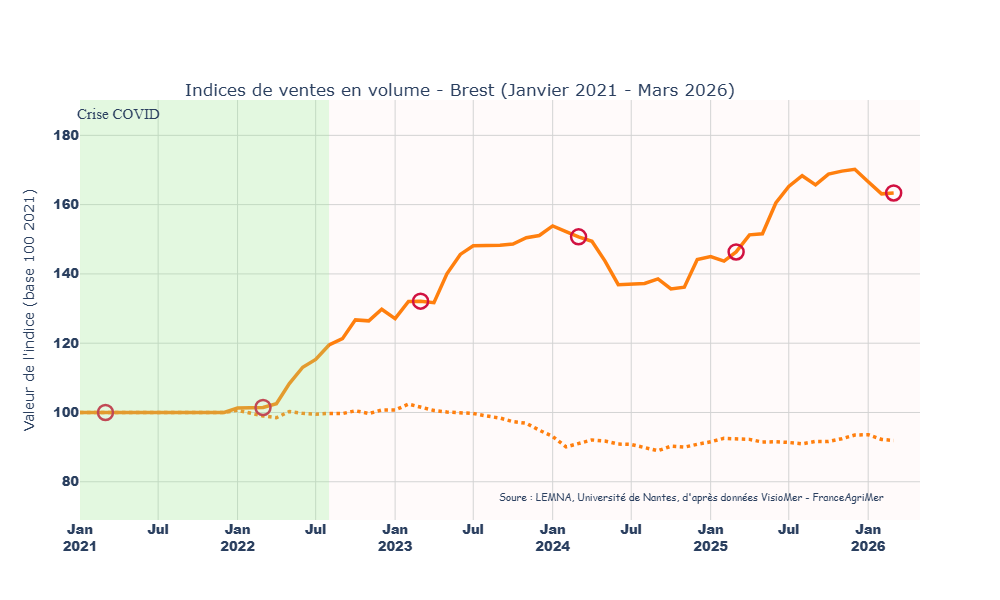 Indices de ventes en volume - Brest (Janvier 2021 - Mars 2026)
Crise COVID
180
160
140
120
100
80
Valeur de l'indice (base 100 2021)
Soure : LEMNA, Université de Nantes, d'après données VisioMer - FranceAgriMer
Jan Jul Jan Jul Jan Jul Jan Jul Jan Jul Jan
2021 2022 2023 2024 2025 2026